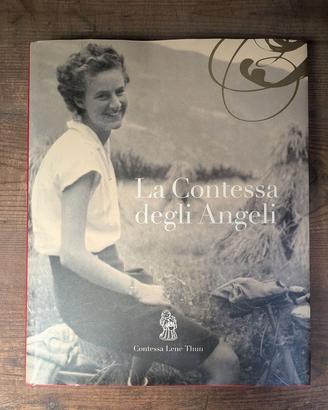 La Contessa
degli Angeli
Contessa Lene Thun